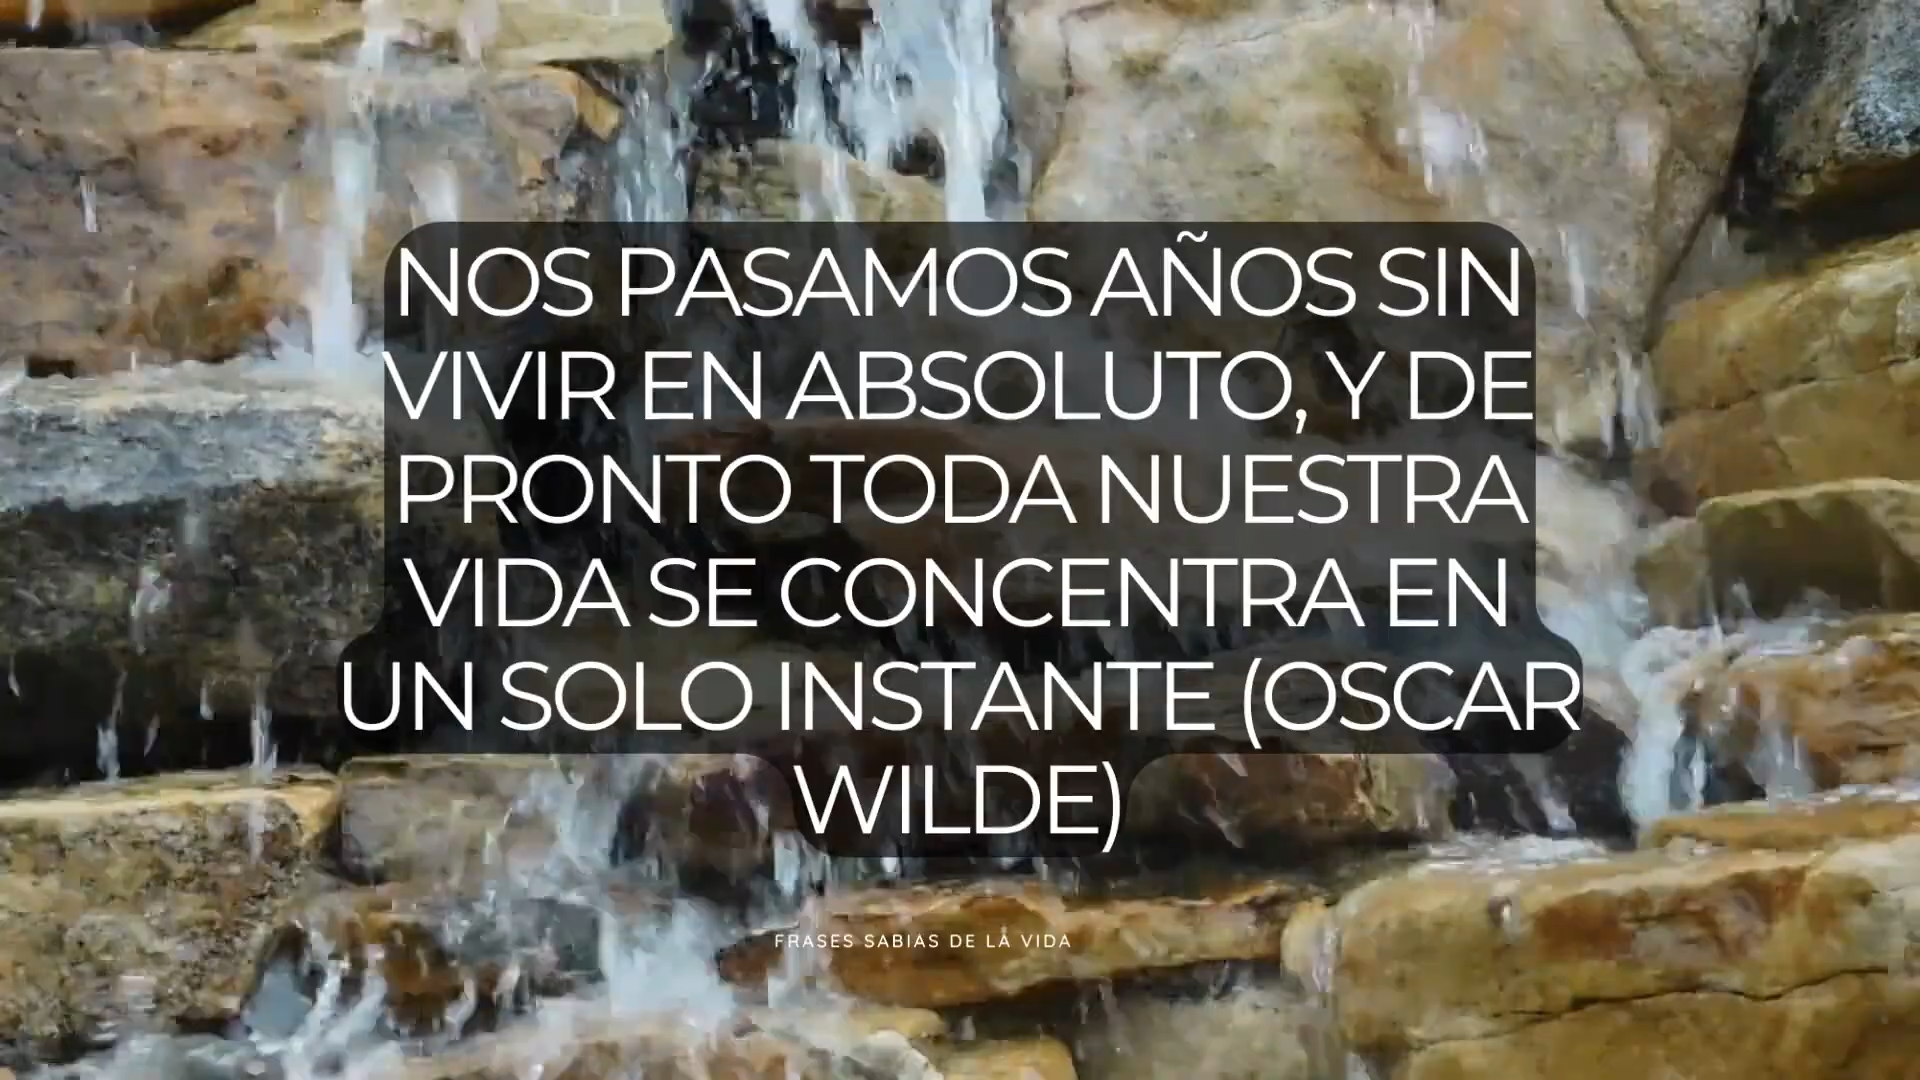 NOS PASAMOS AÑOS SIN
VIVIR EN ABSOLUTO, Y DE
PRONTO TODA NUESTRA
VIDA SE CONCENTRA EN
UN SOLO INSTANTE (OSCAR
WILDE)
FRASES SABIAS DE LA VIDA